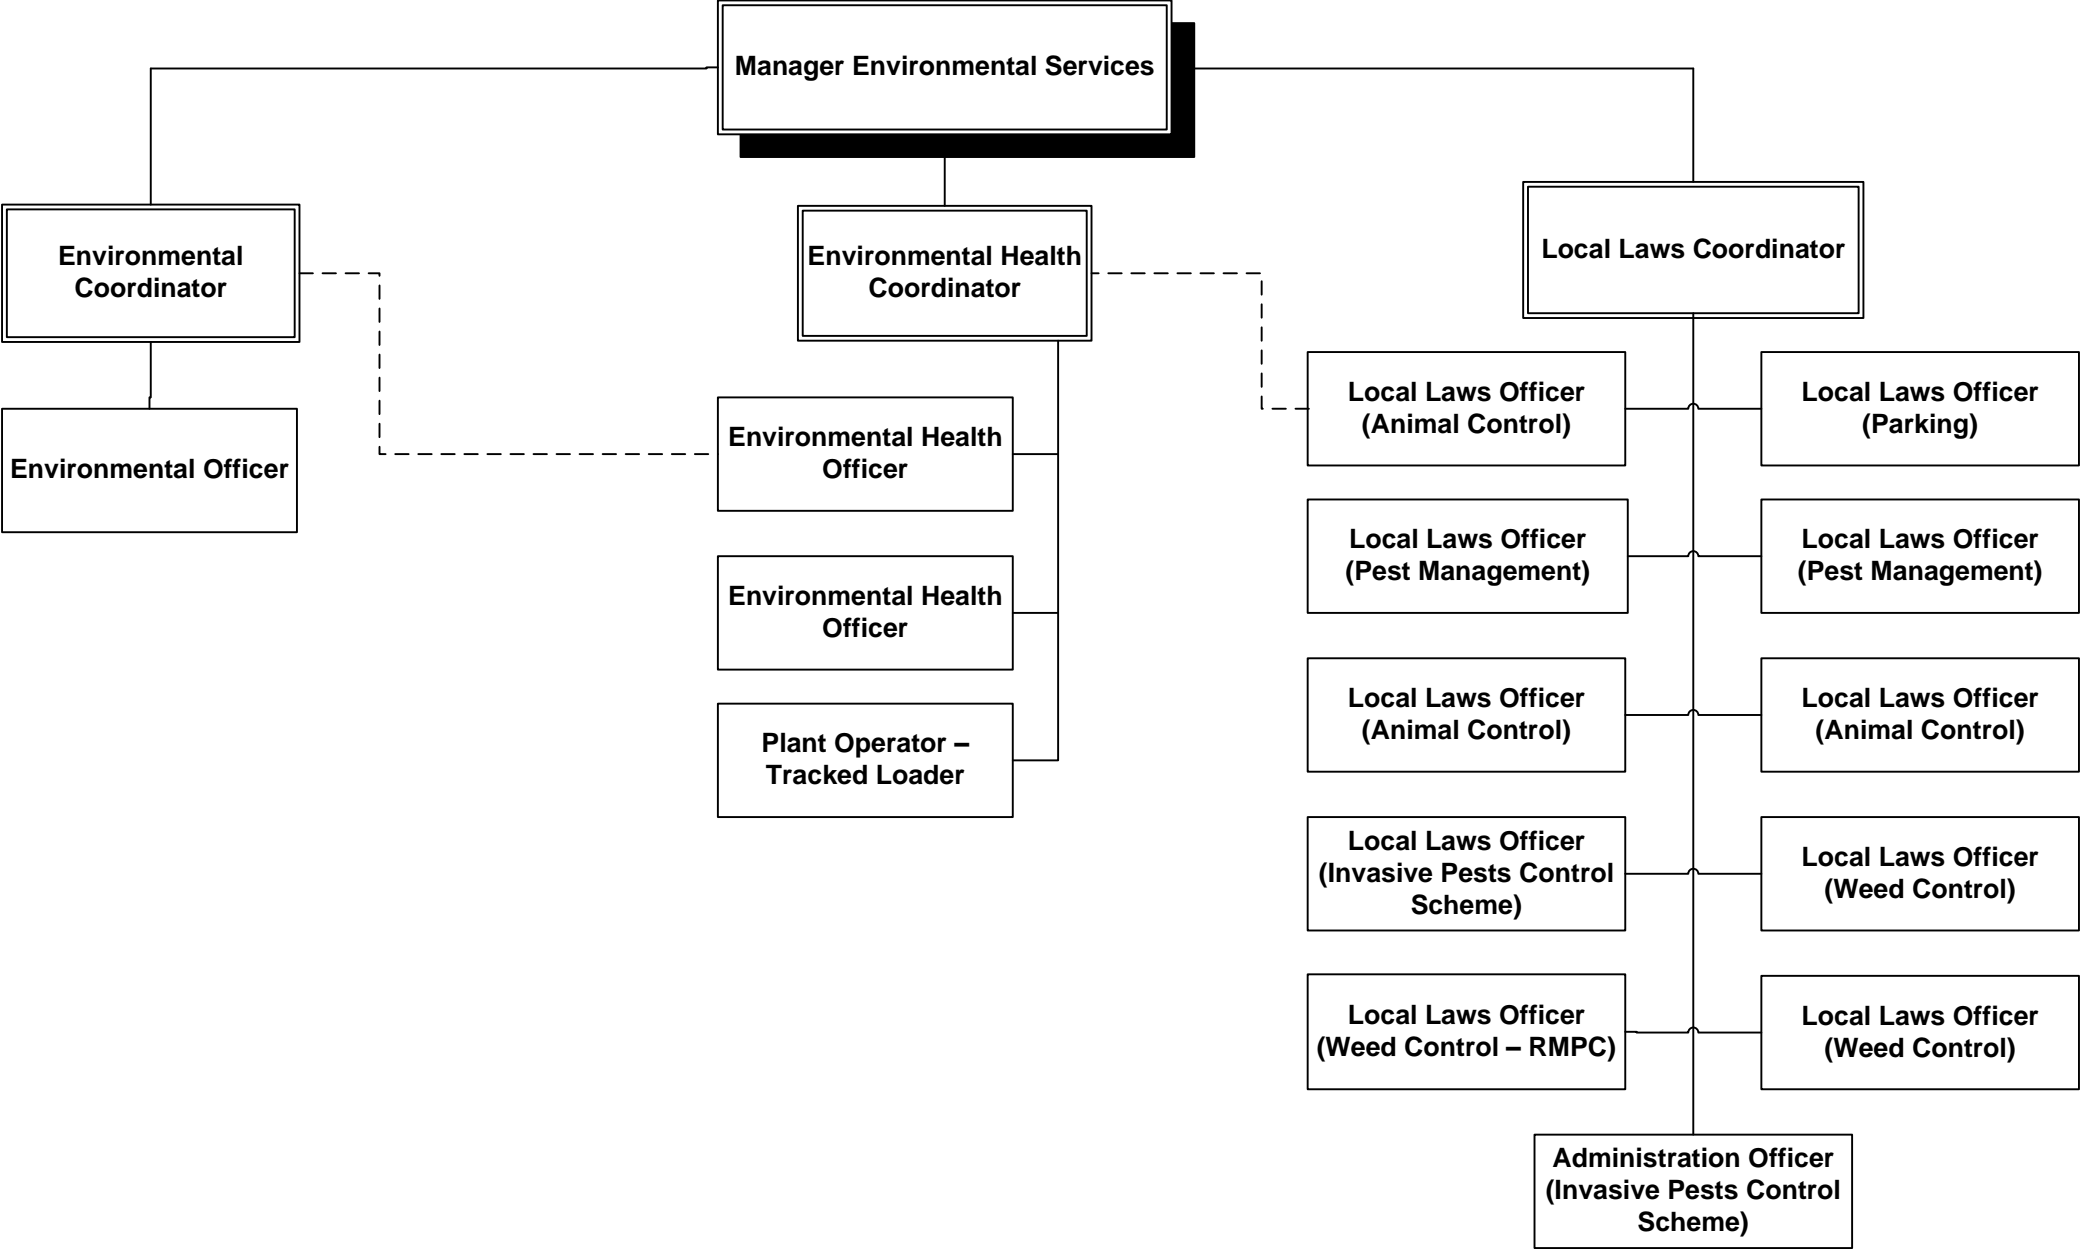 Manager Environmental Services
Environmental
Coordinator
Environmental Health
Coordinator
Local Laws Coordinator
Environmental Officer
Environmental Health
Officer
Environmental Health
Officer
Plant Operator –
Tracked Loader
Local Laws Officer
(Animal Control)
Local Laws Officer
(Parking)
Local Laws Officer
(Pest Management)
Local Laws Officer
(Pest Management)
Local Laws Officer
(Animal Control)
Local Laws Officer
(Animal Control)
Local Laws Officer
(Invasive Pests Control
Scheme)
Local Laws Officer
(Weed Control)
Local Laws Officer
(Weed Control – RMPC)
Local Laws Officer
(Weed Control)
Administration Officer
(Invasive Pests Control
Scheme)